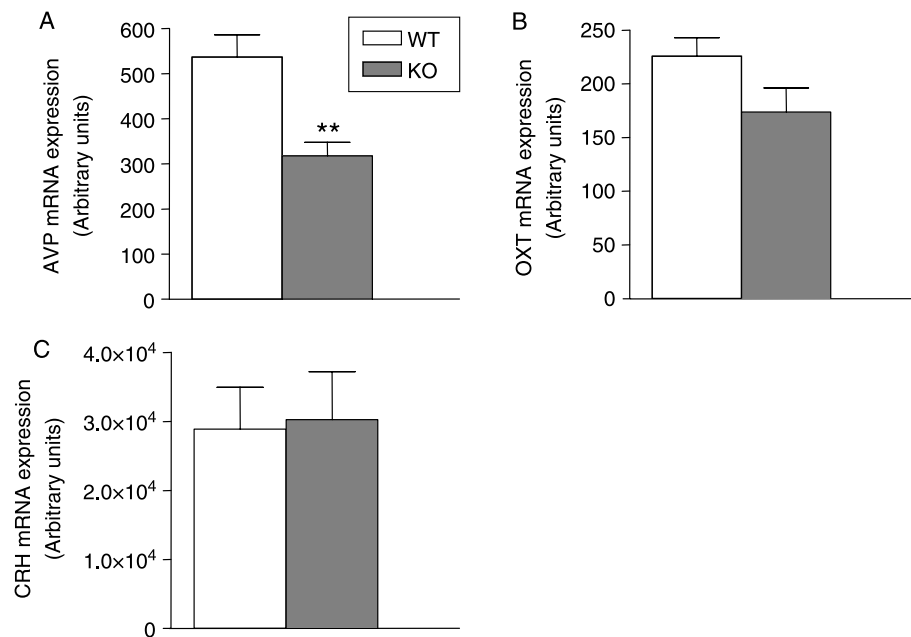 A
AVP mRNA expression
(Arbitrary units)
600
500
400
300
200
100
0
**
WT
KO
B
OXT mRNA expression
(Arbitrary units)
250
200
150
100
50
0
C
CRH mRNA expression
(Arbitrary units)
4.0×10⁴
3.0×10⁴
2.0×10⁴
1.0×10⁴
0